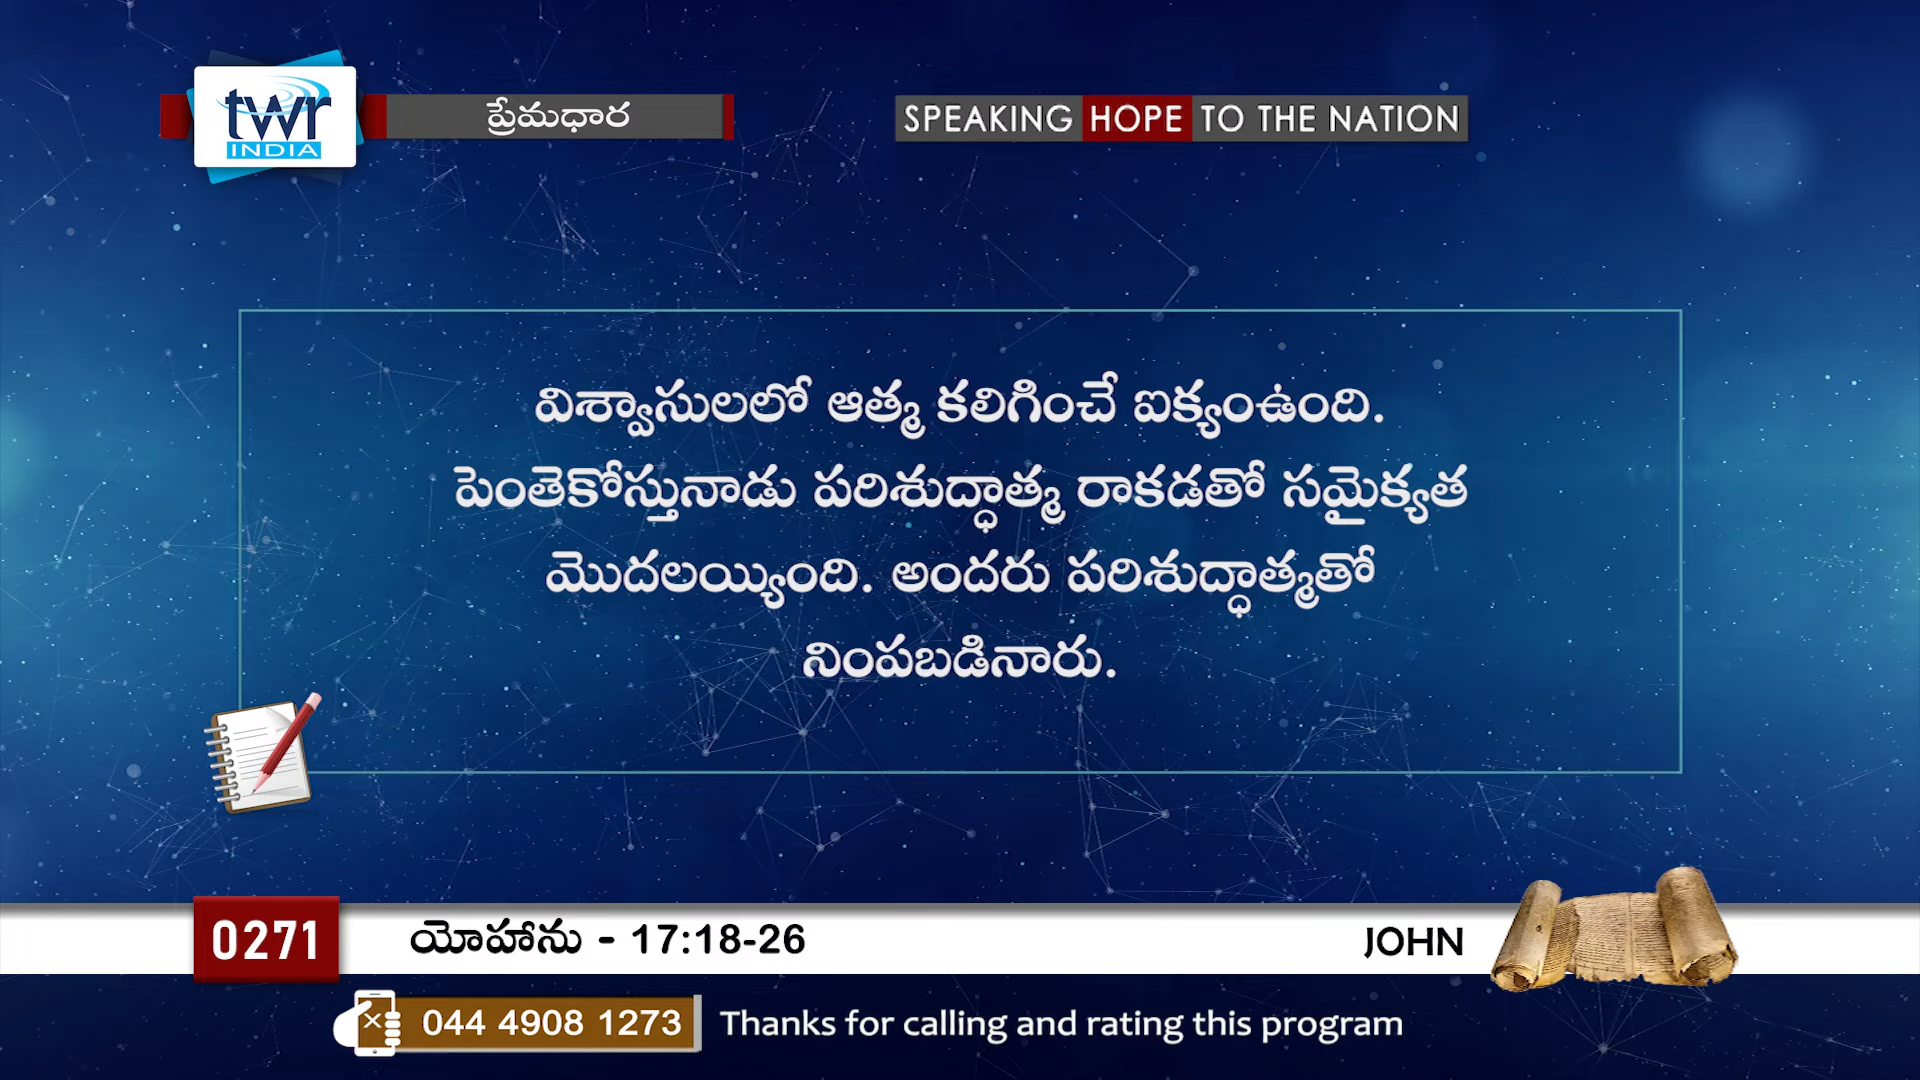 twr
INDIA
ప్రేమధార
SPEAKING HOPE TO THE NATION
విశ్వాసులలో ఆత్మ కలిగించే ఐక్యంఉంది.
పెంతెకోస్తునాడు పరిశుద్ధాత్మ రాకడతో సమైక్యత
మొదలయ్యింది. అందరు పరిశుద్ధాత్మతో
నింపబడినారు.
0271
యోహాను - 17:18-26
JOHN
044 4908 1273
Thanks for calling and rating this program